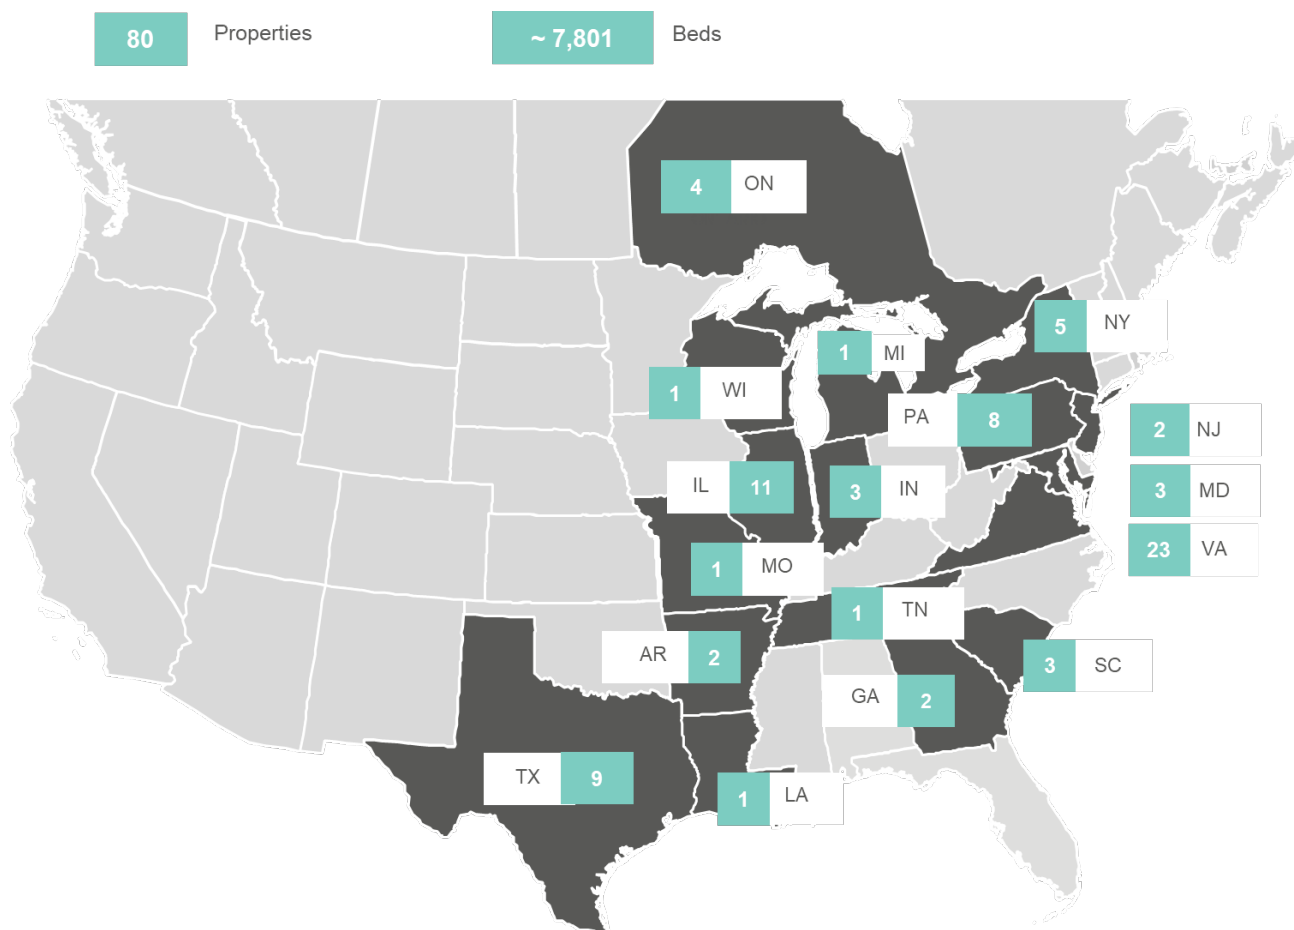 80 Properties ~ 7,801 Beds
4 ON
5 NY
1 MI
1 WI
PA 8
2 NJ
IL 11
3 IN
3 MD
23 VA
1 MO
1 TN
AR 2
3 SC
GA 2
TX 9
1 LA